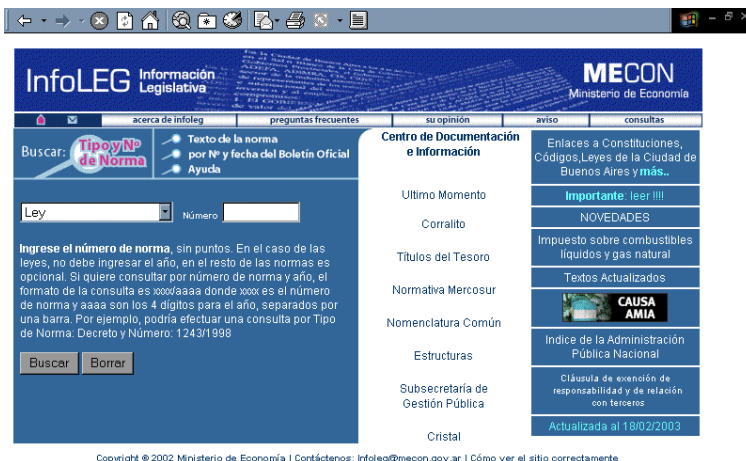 InfoLEG Información
Legislativa
MECON
Ministerio de Economía
acerca de infoleg
preguntas frecuentes
su opinión
aviso
consultas
Buscar:
Tipo y Nº
de Norma
Texto de la norma
por Nº y fecha del Boletín Oficial
Ayuda
Ley
Número
Ingrese el número de norma, sin puntos. En el caso de las
leyes, no debe ingresar el año, en el resto de las normas es
opcional. Si quiere consultar por número de norma y año, el
formato de la consulta es xxxx/aaaa donde xxxx es el número
de norma y aaaa son los 4 dígitos para el año, separados por
una barra. Por ejemplo, podría efectuar una consulta por Tipo
de Norma: Decreto y Número: 1243/1998
Buscar
Borrar
Centro de Documentación
e Información
Ultimo Momento
Corralito
Títulos del Tesoro
Normativa Mercosur
Nomenclatura Común
Estructuras
Subsecretaría de
Gestión Pública
Cristal
Enlaces a Constituciones,
Códigos,Leyes de la Ciudad de
Buenos Aires y más..
Importante: leer !!!!
NOVEDADES
Impuesto sobre combustibles
líquidos y gas natural
Textos Actualizados
CAUSA
AMIA
Indice de la Administración
Pública Nacional
Cláusula de exención de
responsabilidad y de relación
con terceros
Actualizada al 18/02/2003
Copyright © 2002 Ministerio de Economía | Contáctenos: Infoleg@mecon.gov.ar | Cómo ver el sitio correctamente